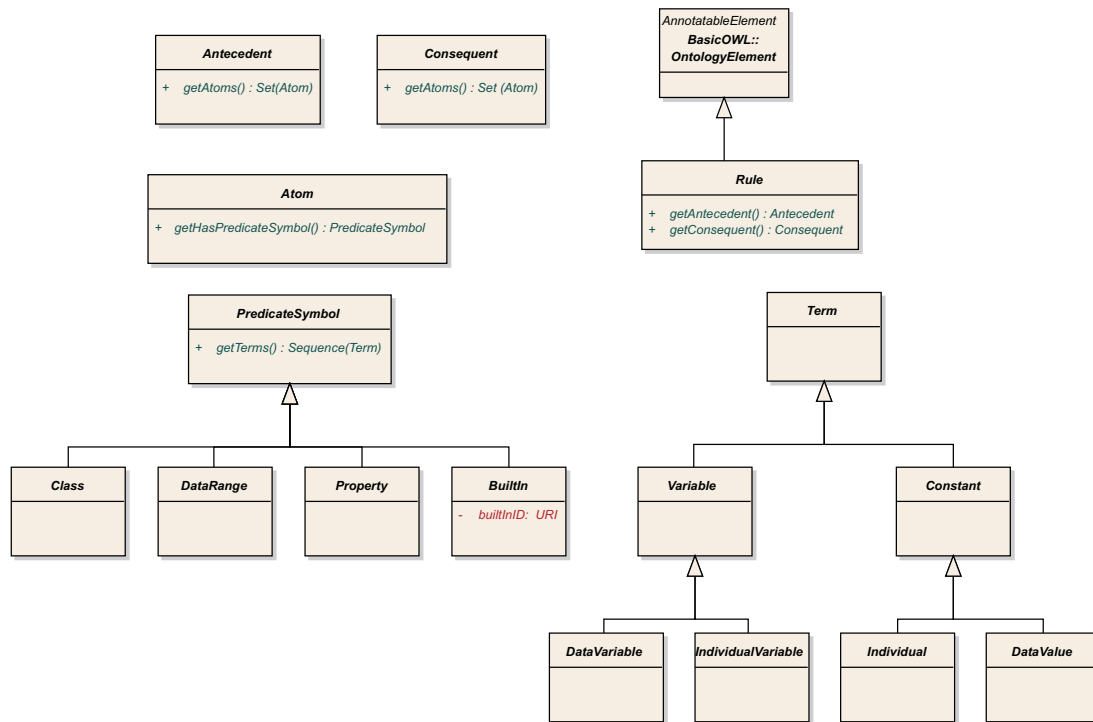 AnnotatableElement
BasicOWL::
OntologyElement
Antecedent
+ getAtoms() : Set(Atom)
Consequent
+ getAtoms() : Set (Atom)
Atom
+ getHasPredicateSymbol() : PredicateSymbol
Rule
+ getAntecedent() : Antecedent
+ getConsequent() : Consequent
PredicateSymbol
+ getTerms() : Sequence(Term)
Term
Class
DataRange
Property
BuiltIn
- builtInID: URI
Variable
Constant
DataVariable
IndividualVariable
Individual
DataValue